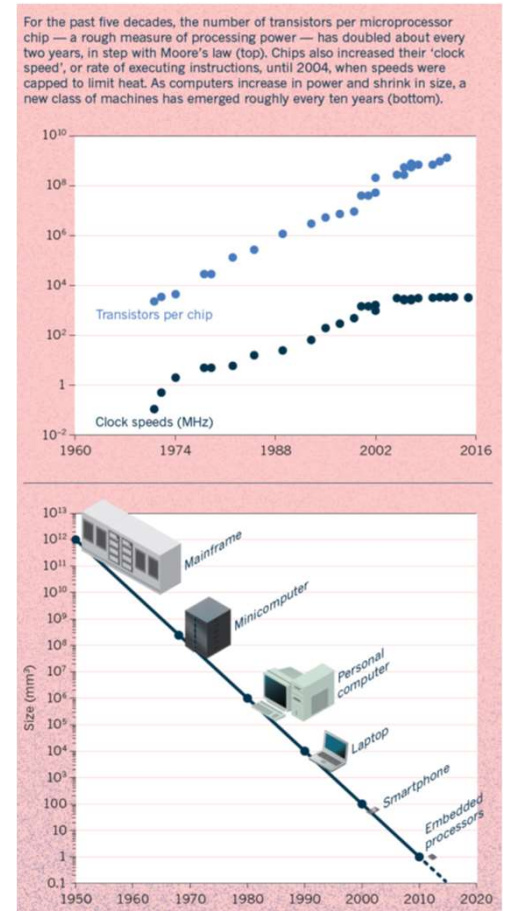 For the past five decades, the number of transistors per microprocessor
chip — a rough measure of processing power — has doubled about every
two years, in step with Moore's law (top). Chips also increased their ‘clock
speed’, or rate of executing instructions, until 2004, when speeds were
capped to limit heat. As computers increase in power and shrink in size, a
new class of machines has emerged roughly every ten years (bottom).
10¹⁰
10⁸
10⁶
10⁴
Transistors per chip
10²
1
Clock speeds (MHz)
10⁻²
1960 1974 1988 2002 2016
10¹³
10¹²
Mainframe
10¹¹
10¹⁰
Minicomputer
10⁹
10⁸
Personal
computer
10⁷
10⁶
Size (mm³)
10⁵
Laptop
10⁴
10³
Smartphone
100
Embedded
processors
10
1
0.1
1950 1960 1970 1980 1990 2000 2010 2020